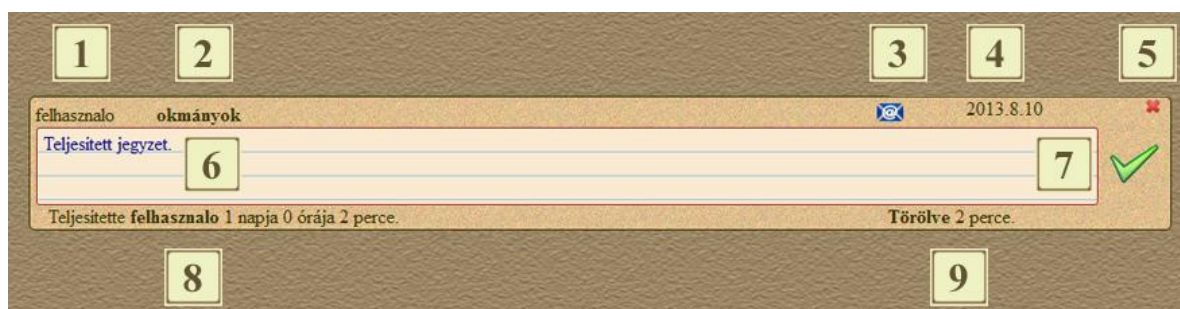 1 2 3 4 5
felhasznalo okmányok 2013.8.10
Teljesített jegyzet.
6 7
Teljesítette felhasznalo 1 napja 0 órája 2 perce. Törölve 2 perce.
8 9